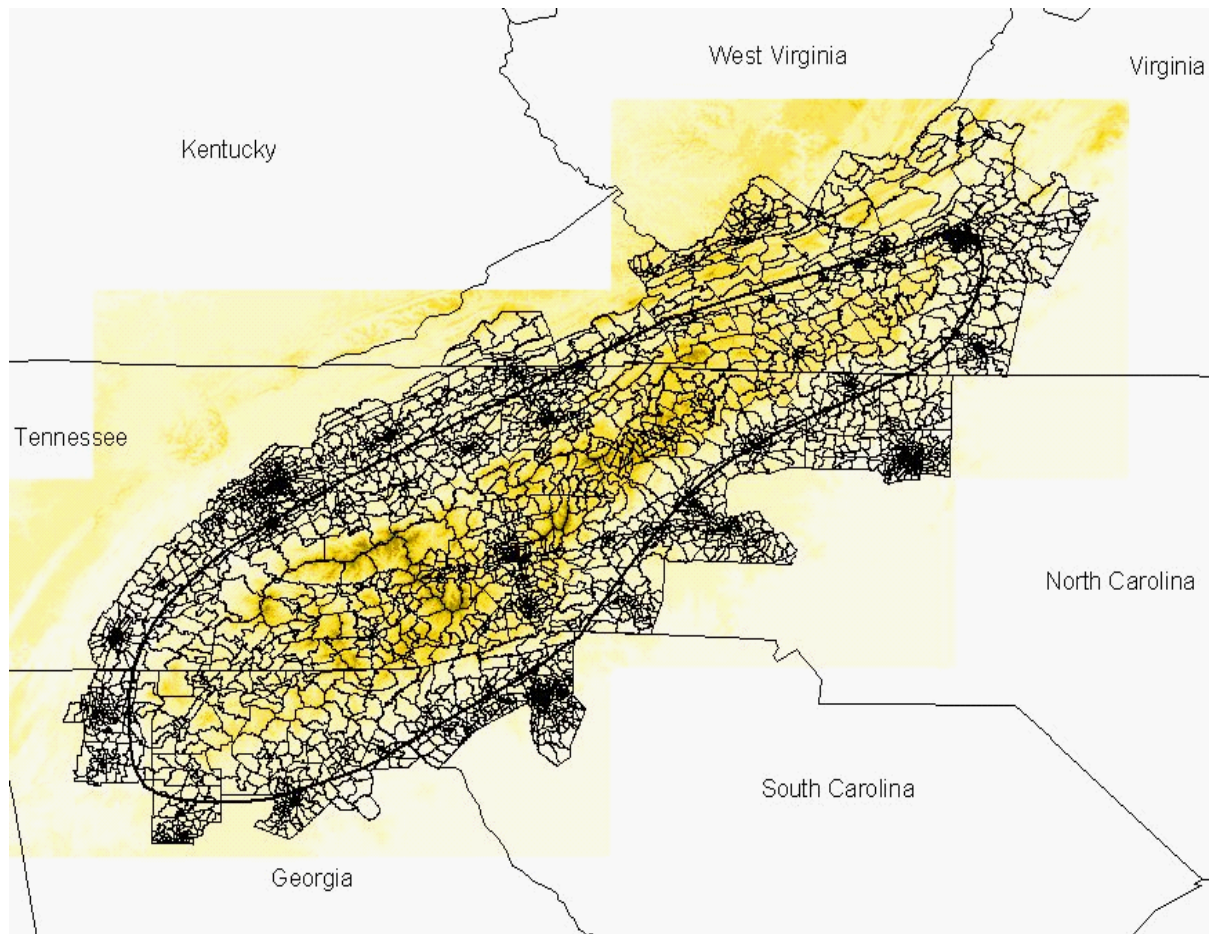 West Virginia
Virginia
Kentucky
Tennessee
North Carolina
South Carolina
Georgia